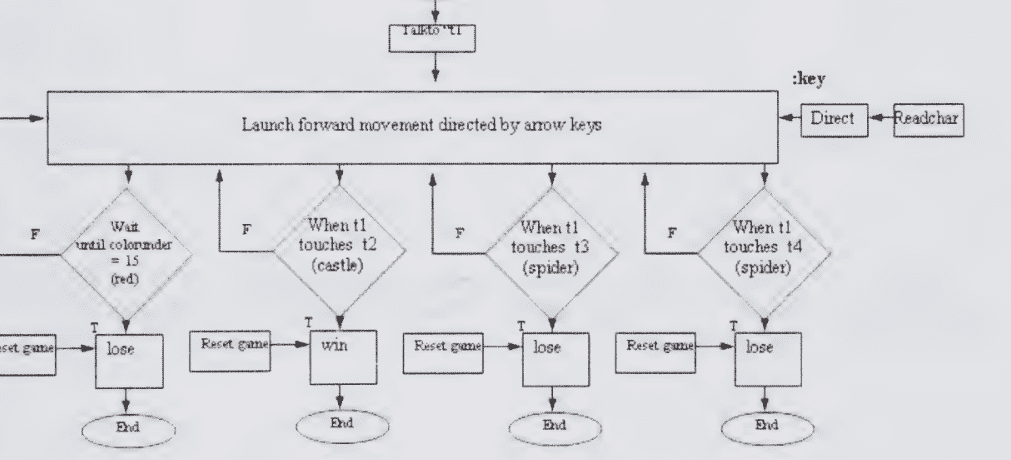 Talkto "t1
:key
Launch forward movement directed by arrow keys
Direct
Readchar
F
Wait
until colorunder
= 15
(red)
F
When t1
touches t2
(castle)
F
When t1
touches t3
(spider)
F
When t1
touches t4
(spider)
T
eset game
lose
T
Reset game
win
T
Reset game
lose
T
Reset game
lose
End
End
End
End